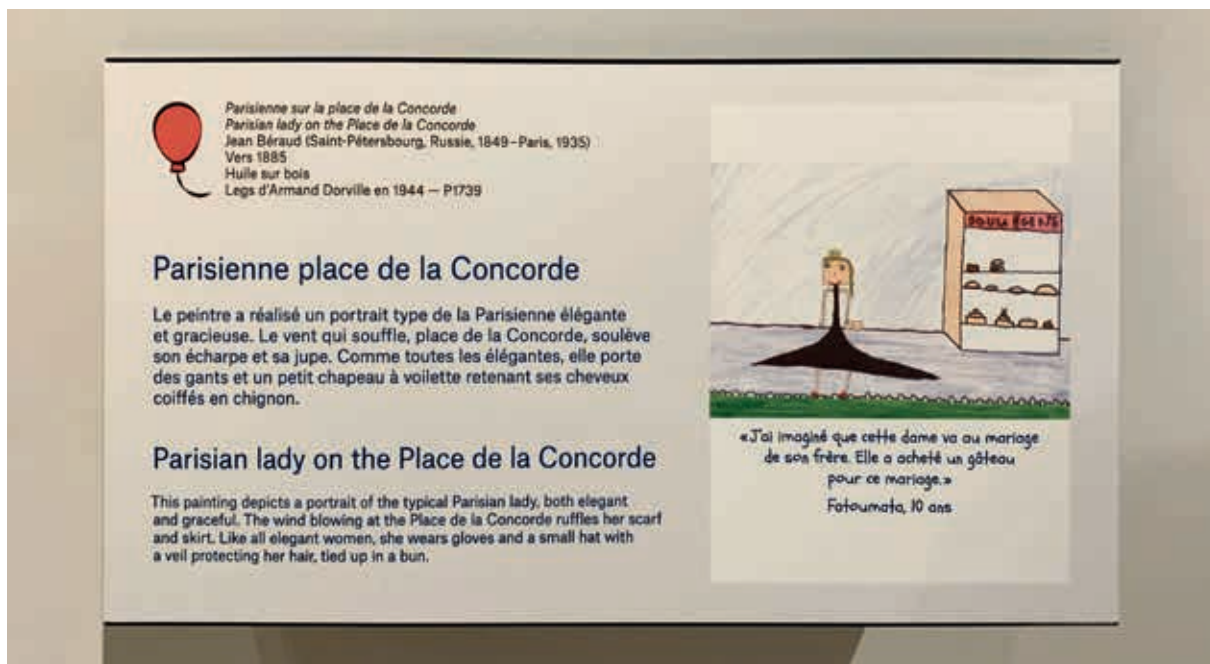 Parisienne sur la place de la Concorde
Parisian lady on the Place de la Concorde
Jean Béraud (Saint-Pétersbourg, Russie, 1849–Paris, 1935)
Vers 1885
Huile sur bois
Legs d'Armand Dorville en 1944 — P1739
Parisienne place de la Concorde
Le peintre a réalisé un portrait type de la Parisienne élégante
et gracieuse. Le vent qui souffle, place de la Concorde, soulève
son écharpe et sa jupe. Comme toutes les élégantes, elle porte
des gants et un petit chapeau à voilette retenant ses cheveux
coiffés en chignon.
Parisian lady on the Place de la Concorde
This painting depicts a portrait of the typical Parisian lady, both elegant
and graceful. The wind blowing at the Place de la Concorde ruffles her scarf
and skirt. Like all elegant women, she wears gloves and a small hat with
a veil protecting her hair, tied up in a bun.
«J'ai imaginé que cette dame va au mariage
de son frère. Elle a acheté un gâteau
pour ce mariage.»
Fatoumata, 10 ans